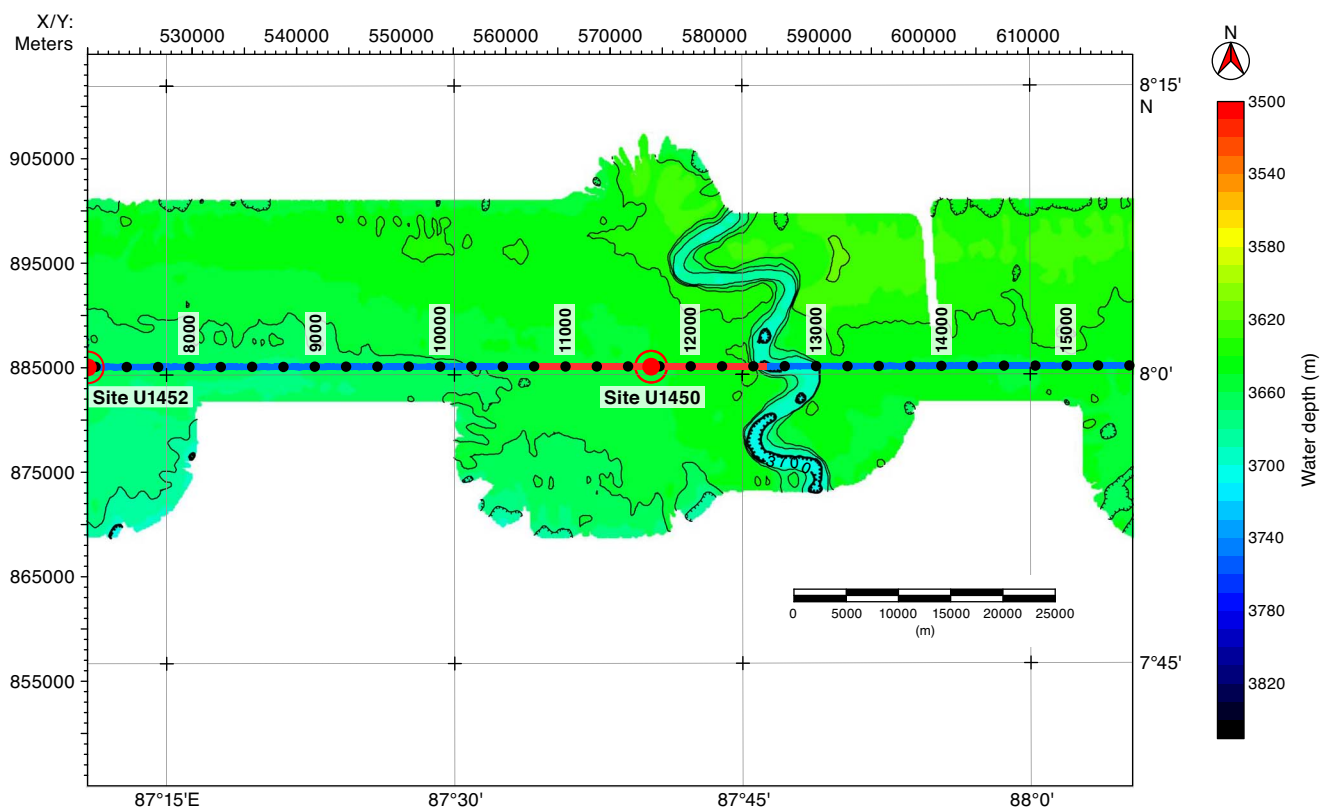 X/Y:
Meters
530000 540000 550000 560000 570000 580000 590000 600000 610000
N
8°15'
N
3500
3540
3580
3620
3660
3700
3740
3780
3820
Water depth (m)
905000
895000
885000
875000
865000
855000
8000 9000 10000 11000 12000 13000 14000 15000
8°0'
Site U1452
Site U1450
3700
0 5000 10000 15000 20000 25000
(m)
7°45'
87°15'E 87°30' 87°45' 88°0'